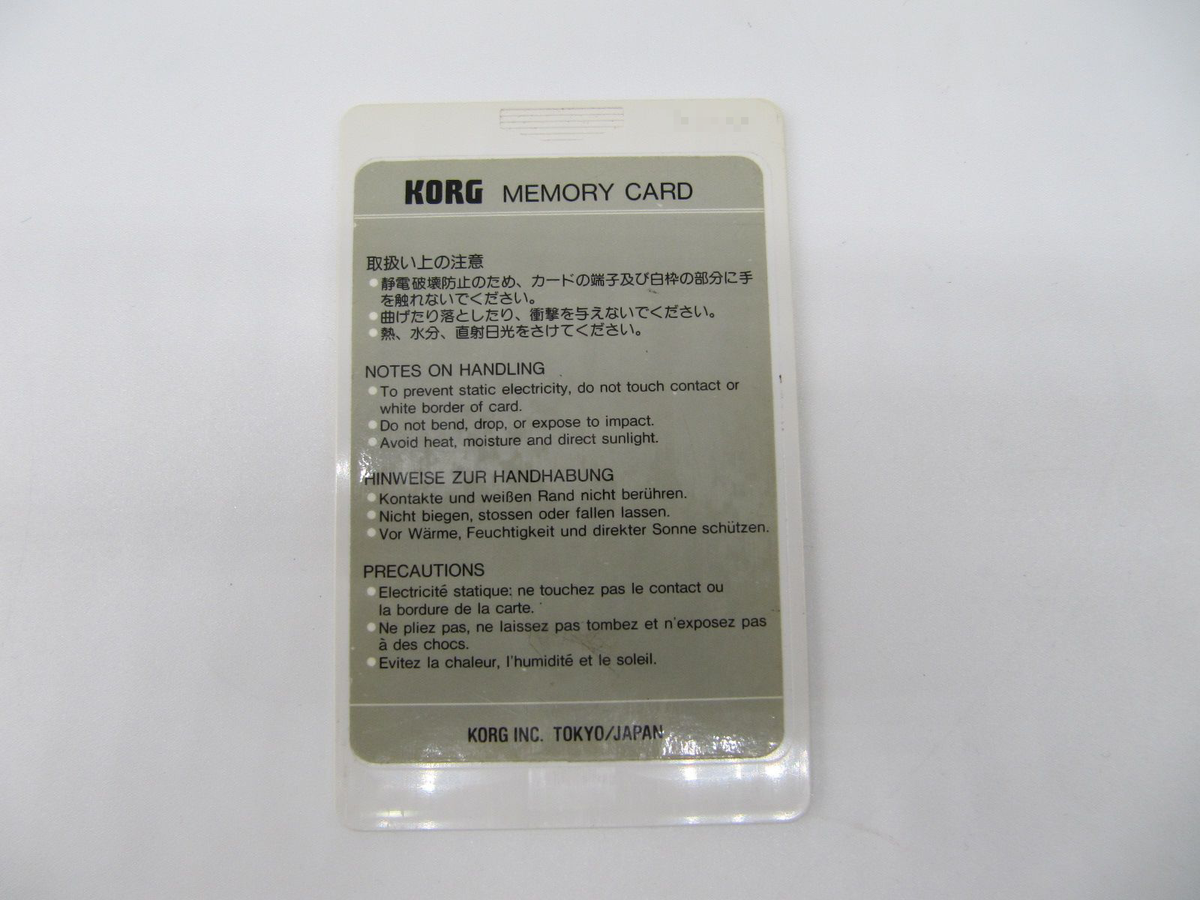 KORG MEMORY CARD
取扱い上の注意
●静電破壊防止のため、カードの端子及び白枠の部分に手
を触れないでください。
●曲げたり落としたり、衝撃を与えないでください。
●熱、水分、直射日光をさけてください。
NOTES ON HANDLING
●To prevent static electricity, do not touch contact or
white border of card.
●Do not bend, drop, or expose to impact.
●Avoid heat, moisture and direct sunlight.
HINWEISE ZUR HANDHABUNG
●Kontakte und weißen Rand nicht berühren.
●Nicht biegen, stossen oder fallen lassen.
●Vor Wärme, Feuchtigkeit und direkter Sonne schützen.
PRECAUTIONS
●Electricité statique: ne touchez pas le contact ou
la bordure de la carte.
●Ne pliez pas, ne laissez pas tombez et n'exposez pas
à des chocs.
●Evitez la chaleur, l'humidité et le soleil.
KORG INC. TOKYO/JAPAN